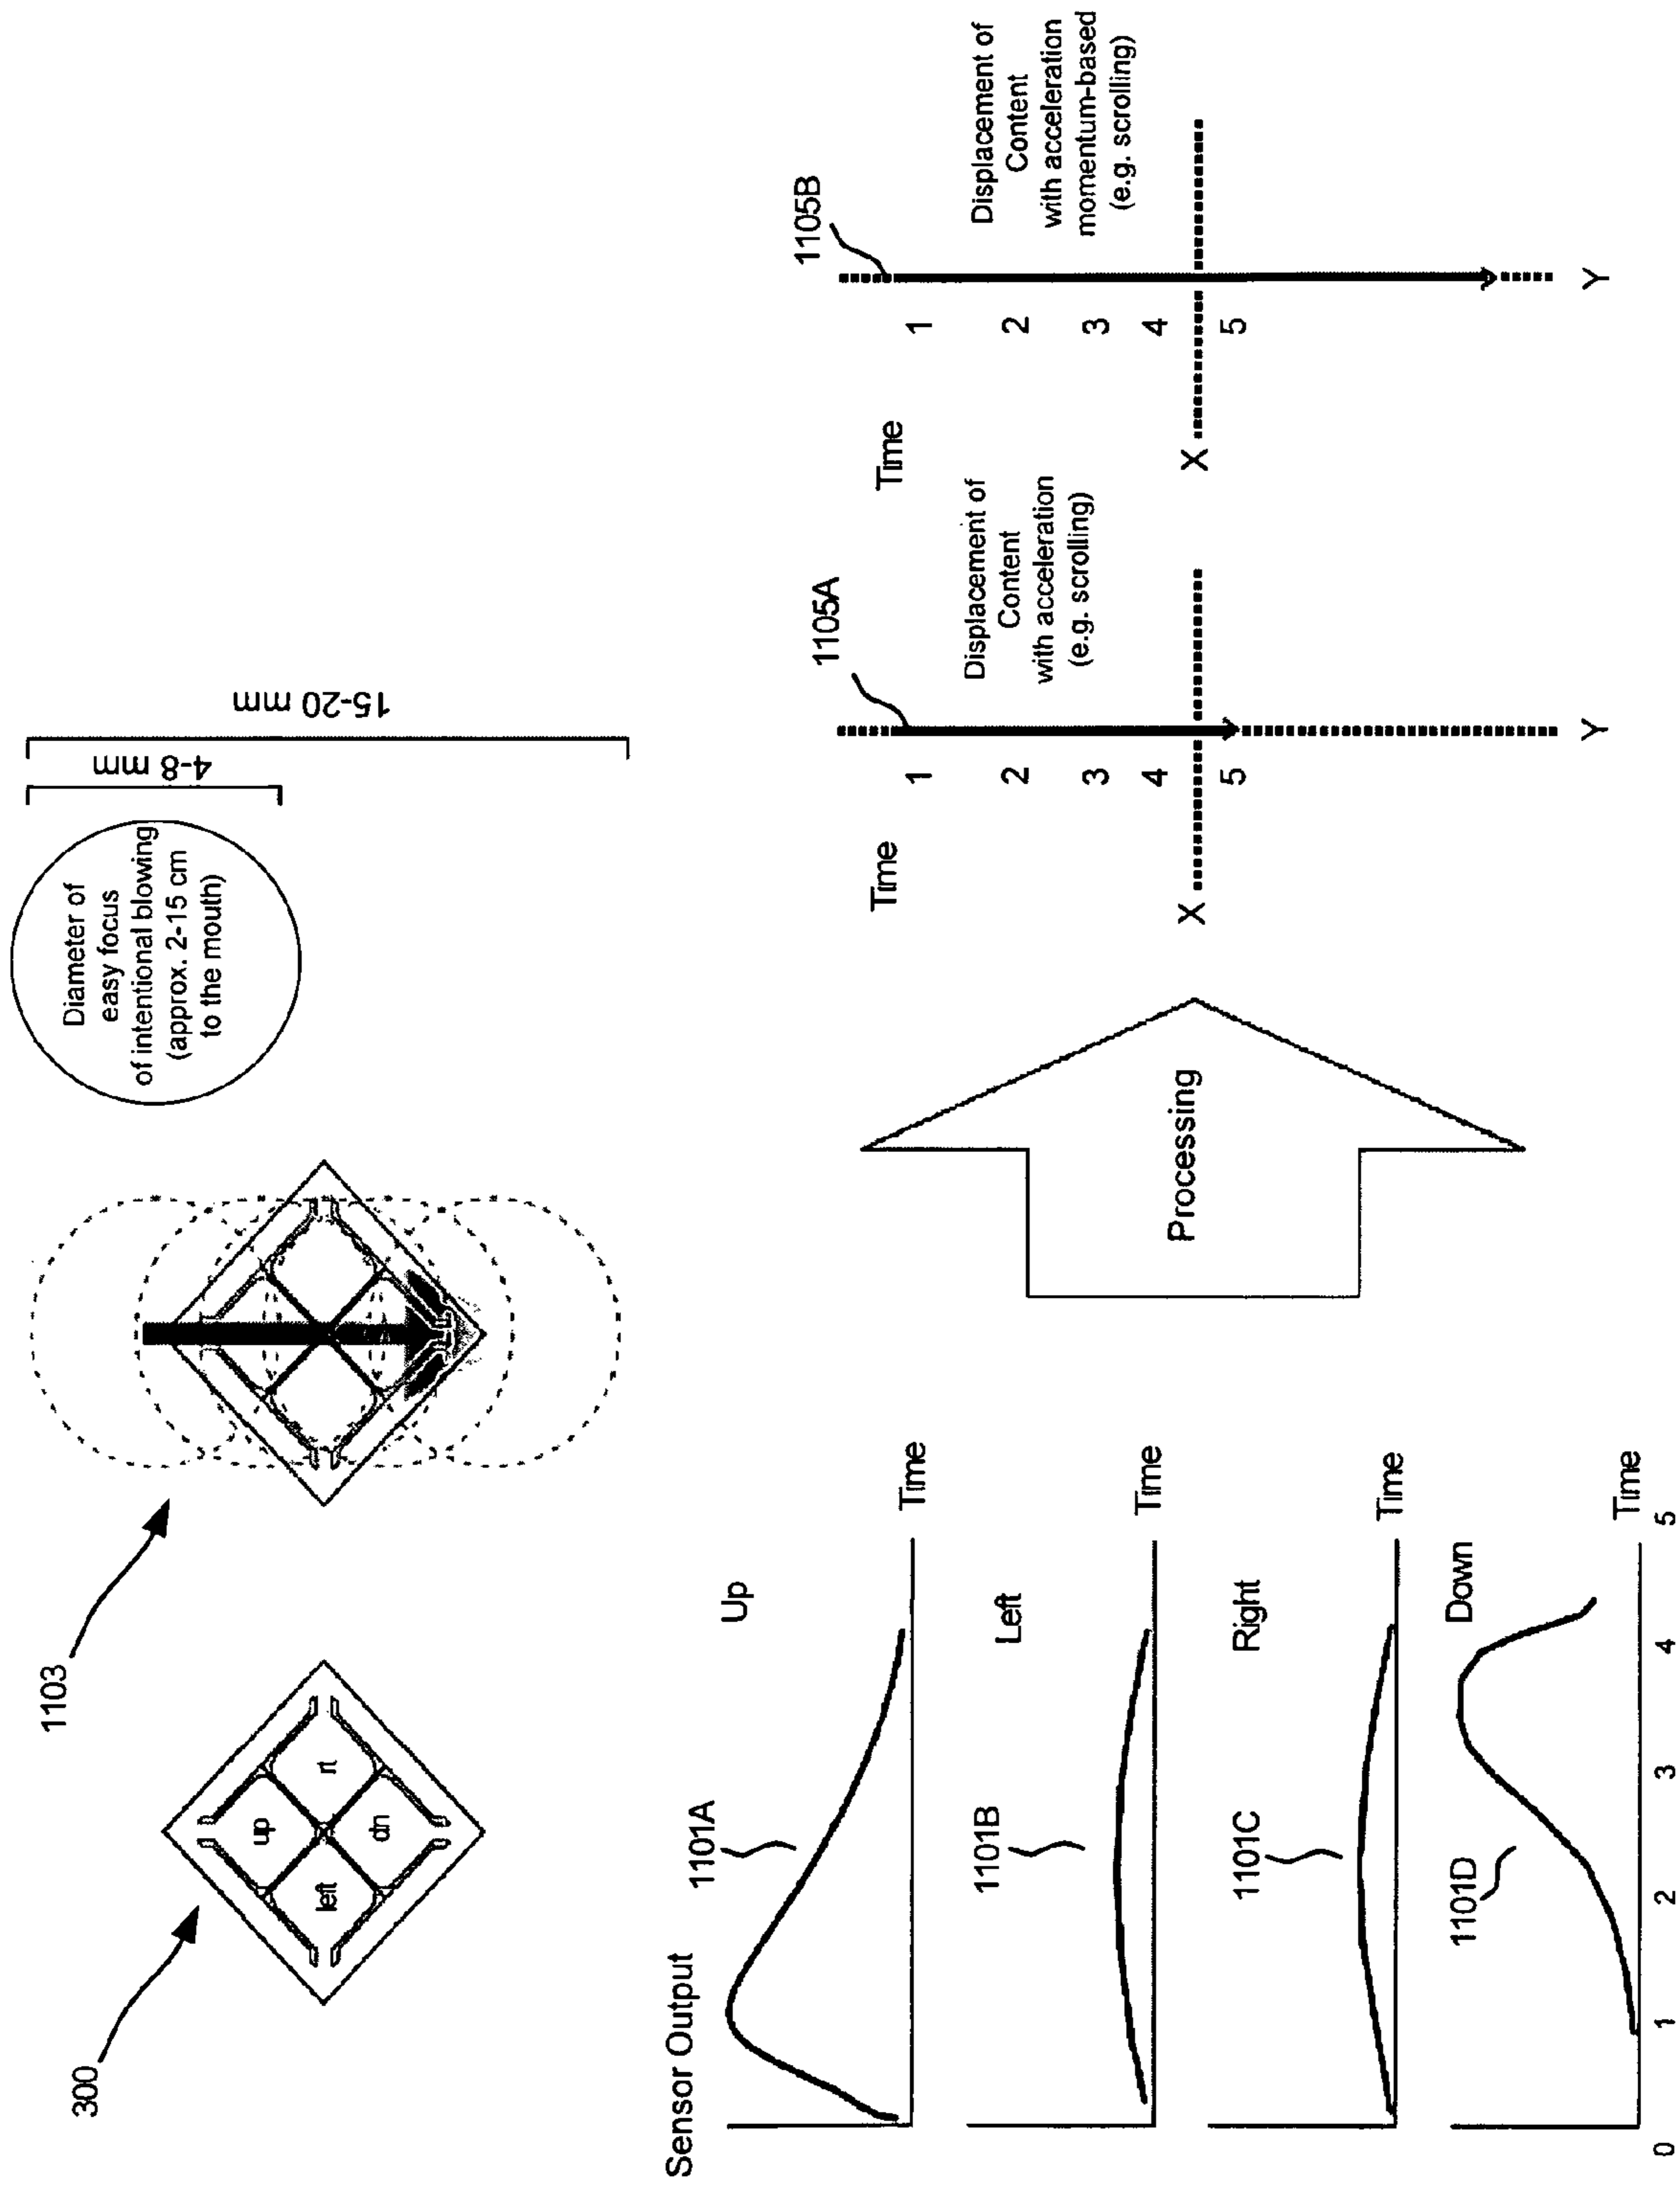 300
up
left
rt
dn
1103
Diameter of
easy focus
of intentional blowing
(approx. 2-15 cm
to the mouth)
4-8 mm
15-20 mm
Sensor Output
1101A
Up
Time
1101B
Left
Time
1101C
Right
Time
1101D
Down
Time
0 1 2 3 4 5
Processing
Time
1105A
Displacement of
Content
with acceleration
(e.g. scrolling)
1
2
3
4
5
X
Y
Time
1105B
Displacement of
Content
with acceleration
momentum-based
(e.g. scrolling)
1
2
3
4
5
X
Y